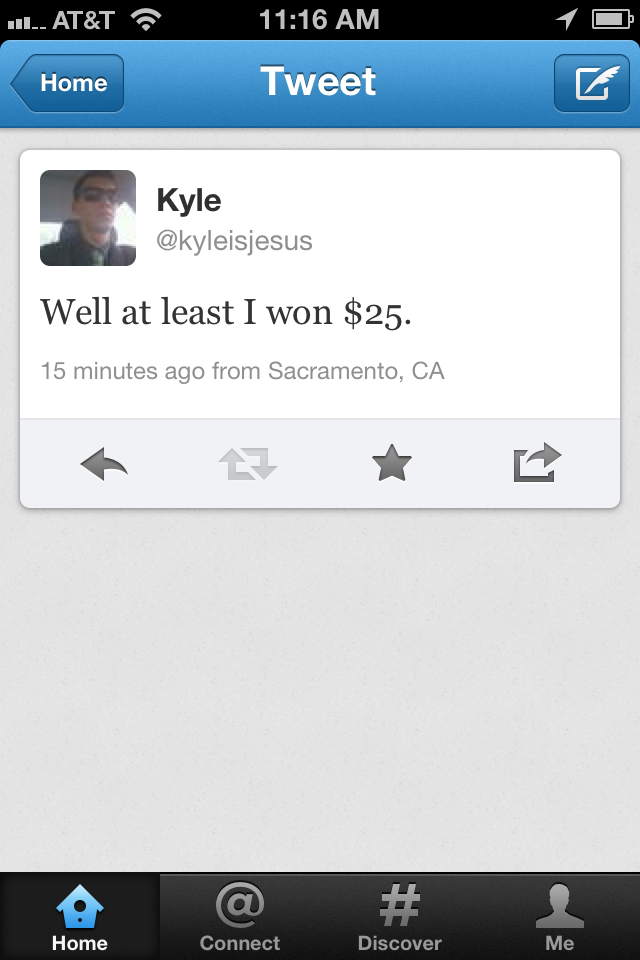 AT&T 11:16 AM
Home Tweet
Kyle
@kyleisjesus
Well at least I won $25.
15 minutes ago from Sacramento, CA
Home @ Connect # Discover Me